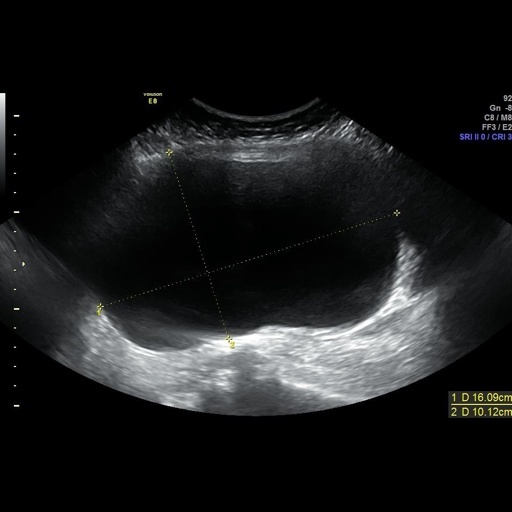 VOLUSON
E8
92
Gn -8
C8 / M8
FF3 / E2
SRI II 0 / CRI 3
1 D 16.09cm
2 D 10.12cm